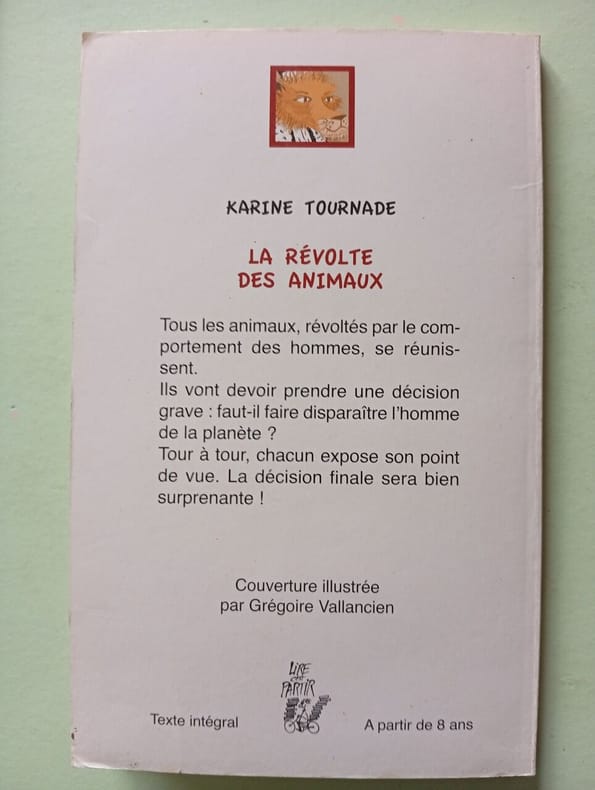 KARINE TOURNADE
LA RÉVOLTE
DES ANIMAUX
Tous les animaux, révoltés par le com-
portement des hommes, se réunis-
sent.
Ils vont devoir prendre une décision
grave : faut-il faire disparaître l'homme
de la planète ?
Tour à tour, chacun expose son point
de vue. La décision finale sera bien
surprenante !
Couverture illustrée
par Grégoire Vallancien
LIRE
C'EST
PARTIR
Texte intégral
A partir de 8 ans